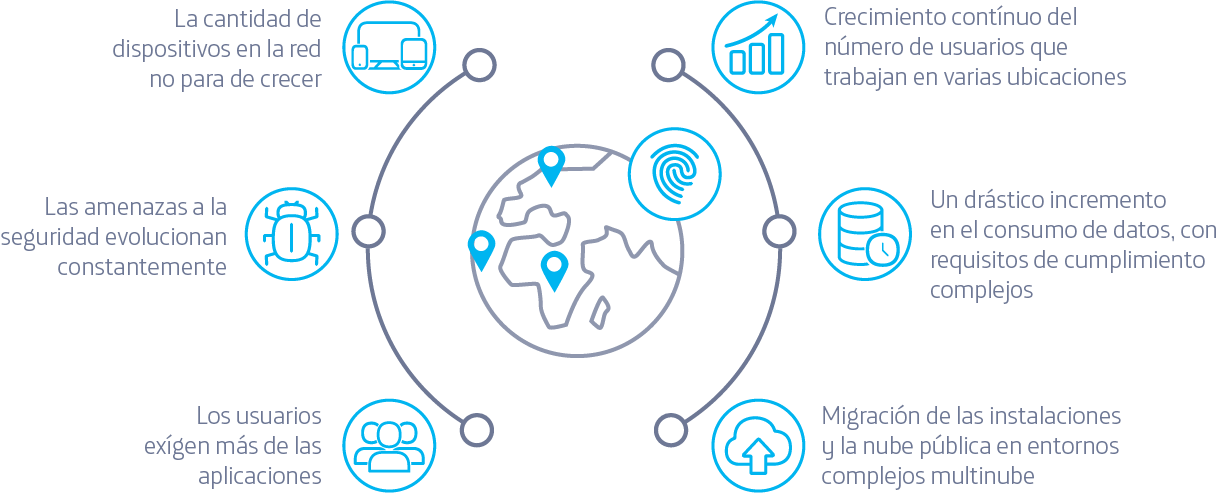 La cantidad de
dispositivos en la red
no para de crecer
Crecimiento contínuo del
número de usuarios que
trabajan en varias ubicaciones
Las amenazas a la
seguridad evolucionan
constantemente
Un drástico incremento
en el consumo de datos, con
requisitos de cumplimiento
complejos
Los usuarios
exígen más de las
aplicaciones
Migración de las instalaciones
y la nube pública en entornos
complejos multinube